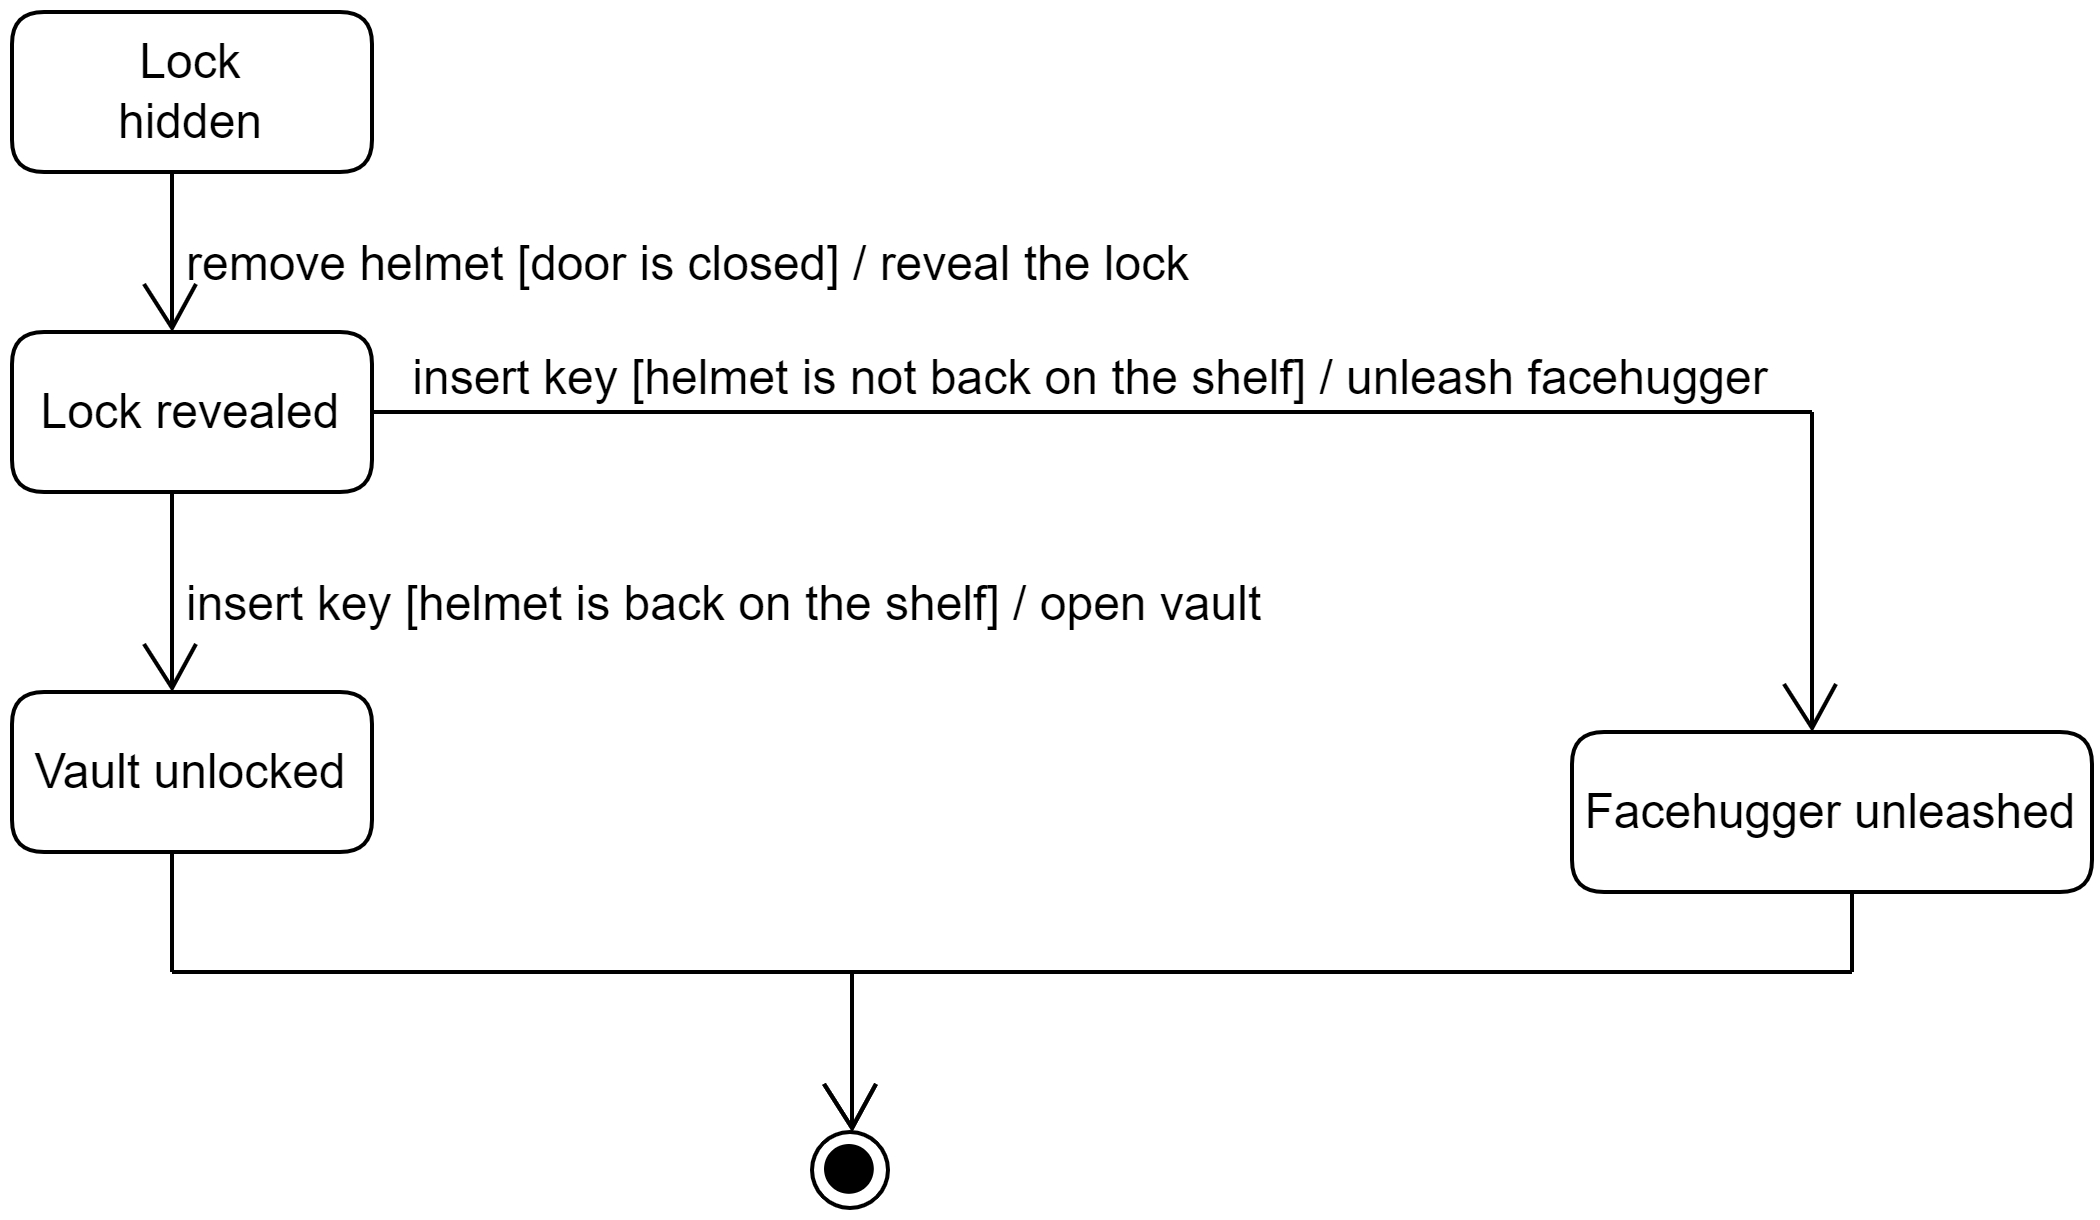 Lock
hidden
remove helmet [door is closed] / reveal the lock
insert key [helmet is not back on the shelf] / unleash facehugger
Lock revealed
insert key [helmet is back on the shelf] / open vault
Vault unlocked
Facehugger unleashed